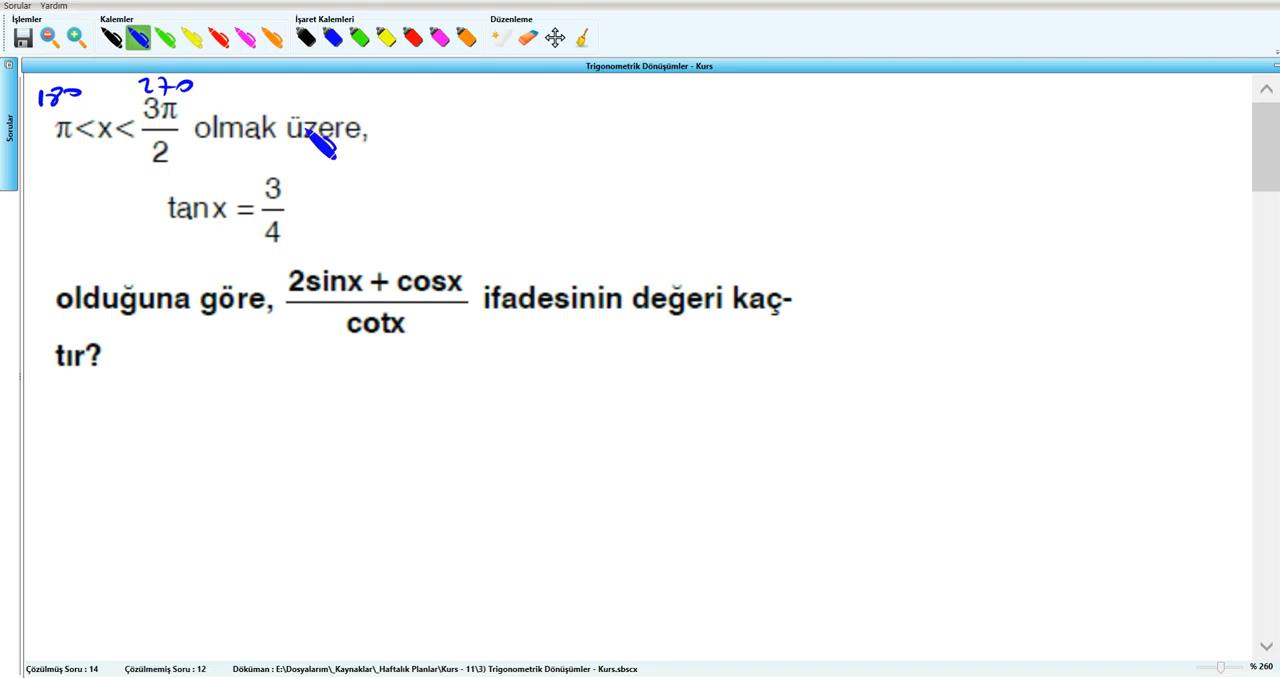 Sorular Yardım
İşlemler Kalemler İşaret Kalemleri Düzenleme
Trigonometrik Dönüşümler - Kurs
Sorular
180 270
π<x< 3π/2 olmak üzere,
tanx = 3/4
olduğuna göre, (2sinx + cosx)/cotx ifadesinin değeri kaç-
tır?
Çözülmüş Soru : 14 Çözülmemiş Soru : 12 Döküman : E:\Dosyalarım\_Kaynaklar\_Haftalık Planlar\Kurs - 11\3) Trigonometrik Dönüşümler - Kurs.sbscx % 260